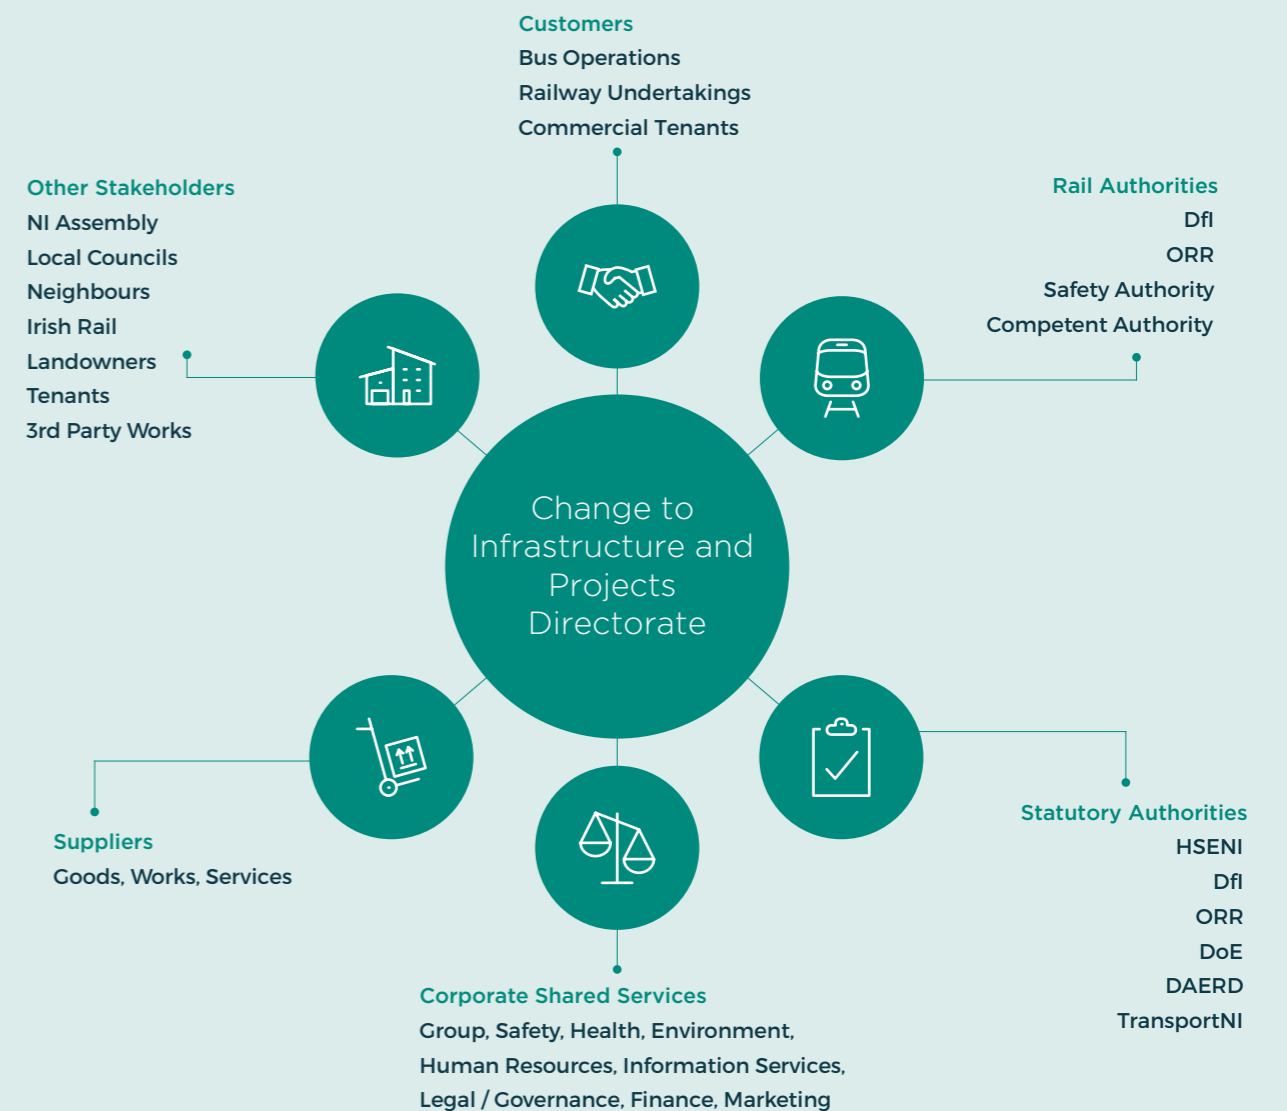 Customers
Bus Operations
Railway Undertakings
Commercial Tenants
Other Stakeholders
NI Assembly
Local Councils
Neighbours
Irish Rail
Landowners
Tenants
3rd Party Works
Rail Authorities
DfI
ORR
Safety Authority
Competent Authority
Change to
Infrastructure and
Projects
Directorate
Suppliers
Goods, Works, Services
Statutory Authorities
HSENI
DfI
ORR
DoE
DAERD
TransportNI
Corporate Shared Services
Group, Safety, Health, Environment,
Human Resources, Information Services,
Legal / Governance, Finance, Marketing